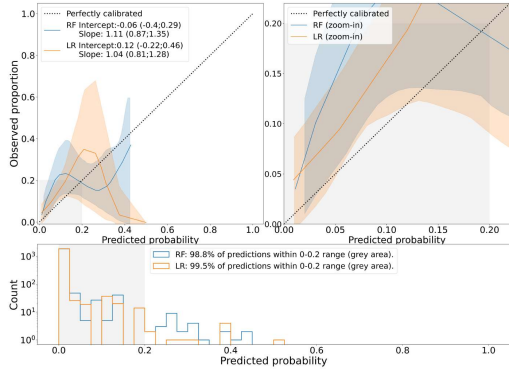 Perfectly calibrated
RF Intercept:-0.06 (-0.4;0.29)
Slope: 1.11 (0.87;1.35)
LR Intercept:0.12 (-0.22;0.46)
Slope: 1.04 (0.81;1.28)
1.0
0.8
0.6
0.4
0.2
0.0
Observed proportion
0.0 0.2 0.4 0.6 0.8 1.0
Predicted probability
Perfectly calibrated
RF (zoom-in)
LR (zoom-in)
0.20
0.15
0.10
0.05
0.00
0.00 0.05 0.10 0.15 0.20
Predicted probability
RF: 98.8% of predictions within 0-0.2 range (grey area).
LR: 99.5% of predictions within 0-0.2 range (grey area).
10³
10²
10¹
10⁰
Count
0.0 0.2 0.4 0.6 0.8 1.0
Predicted probability